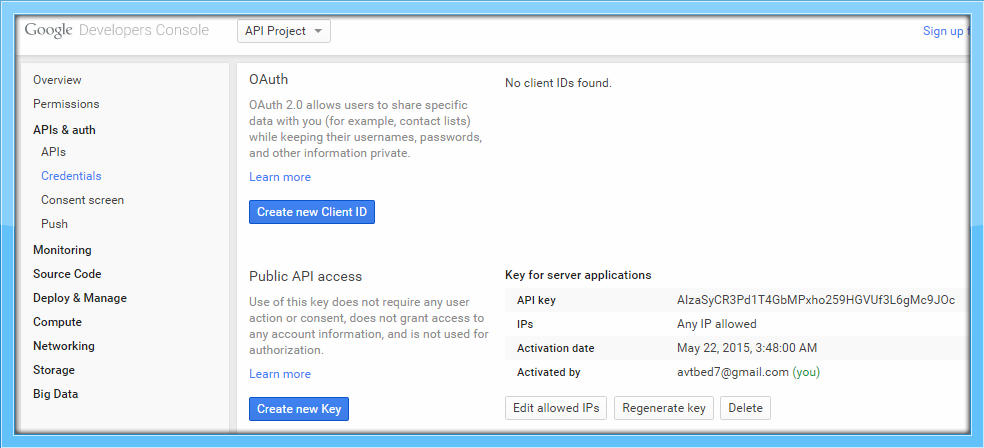 Google Developers Console
API Project
Sign up f
Overview
Permissions
APIs & auth
APIs
Credentials
Consent screen
Push
Monitoring
Source Code
Deploy & Manage
Compute
Networking
Storage
Big Data
OAuth
OAuth 2.0 allows users to share specific
data with you (for example, contact lists)
while keeping their usernames, passwords,
and other information private.
Learn more
Create new Client ID
No client IDs found.
Public API access
Use of this key does not require any user
action or consent, does not grant access to
any account information, and is not used for
authorization.
Learn more
Create new Key
Key for server applications
API key AIzaSyCR3Pd1T4GbMPxho259HGVUf3L6gMc9JOc
IPs Any IP allowed
Activation date May 22, 2015, 3:48:00 AM
Activated by avtbed7@gmail.com (you)
Edit allowed IPs Regenerate key Delete